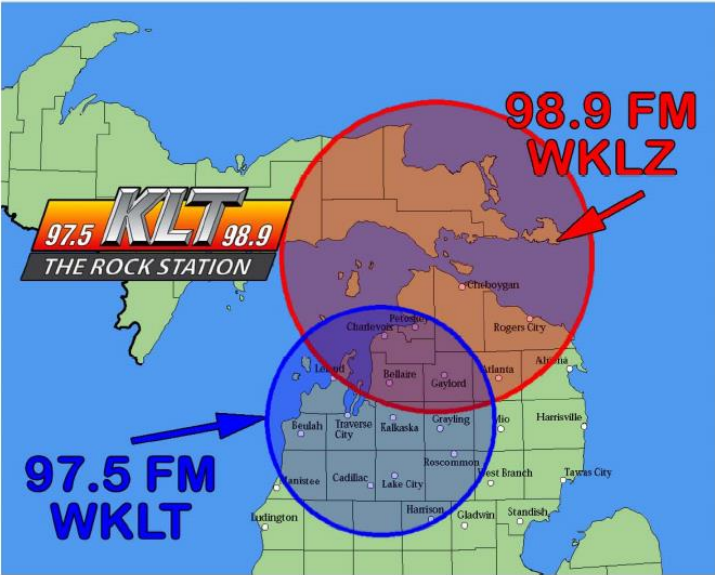 98.9 FM
WKLZ
97.5 KLT 98.9
THE ROCK STATION
Cheboygan
Petoskey
Charlevoix
Rogers City
Leland
Bellaire
Gaylord
Atlanta
Alpena
Beulah
Traverse
City
Kalkaska
Grayling
Mio
Harrisville
Roscommon
97.5 FM
WKLT
Manistee
Cadillac
Lake City
West Branch
Tawas City
Ludington
Harrison
Gladwin
Standish